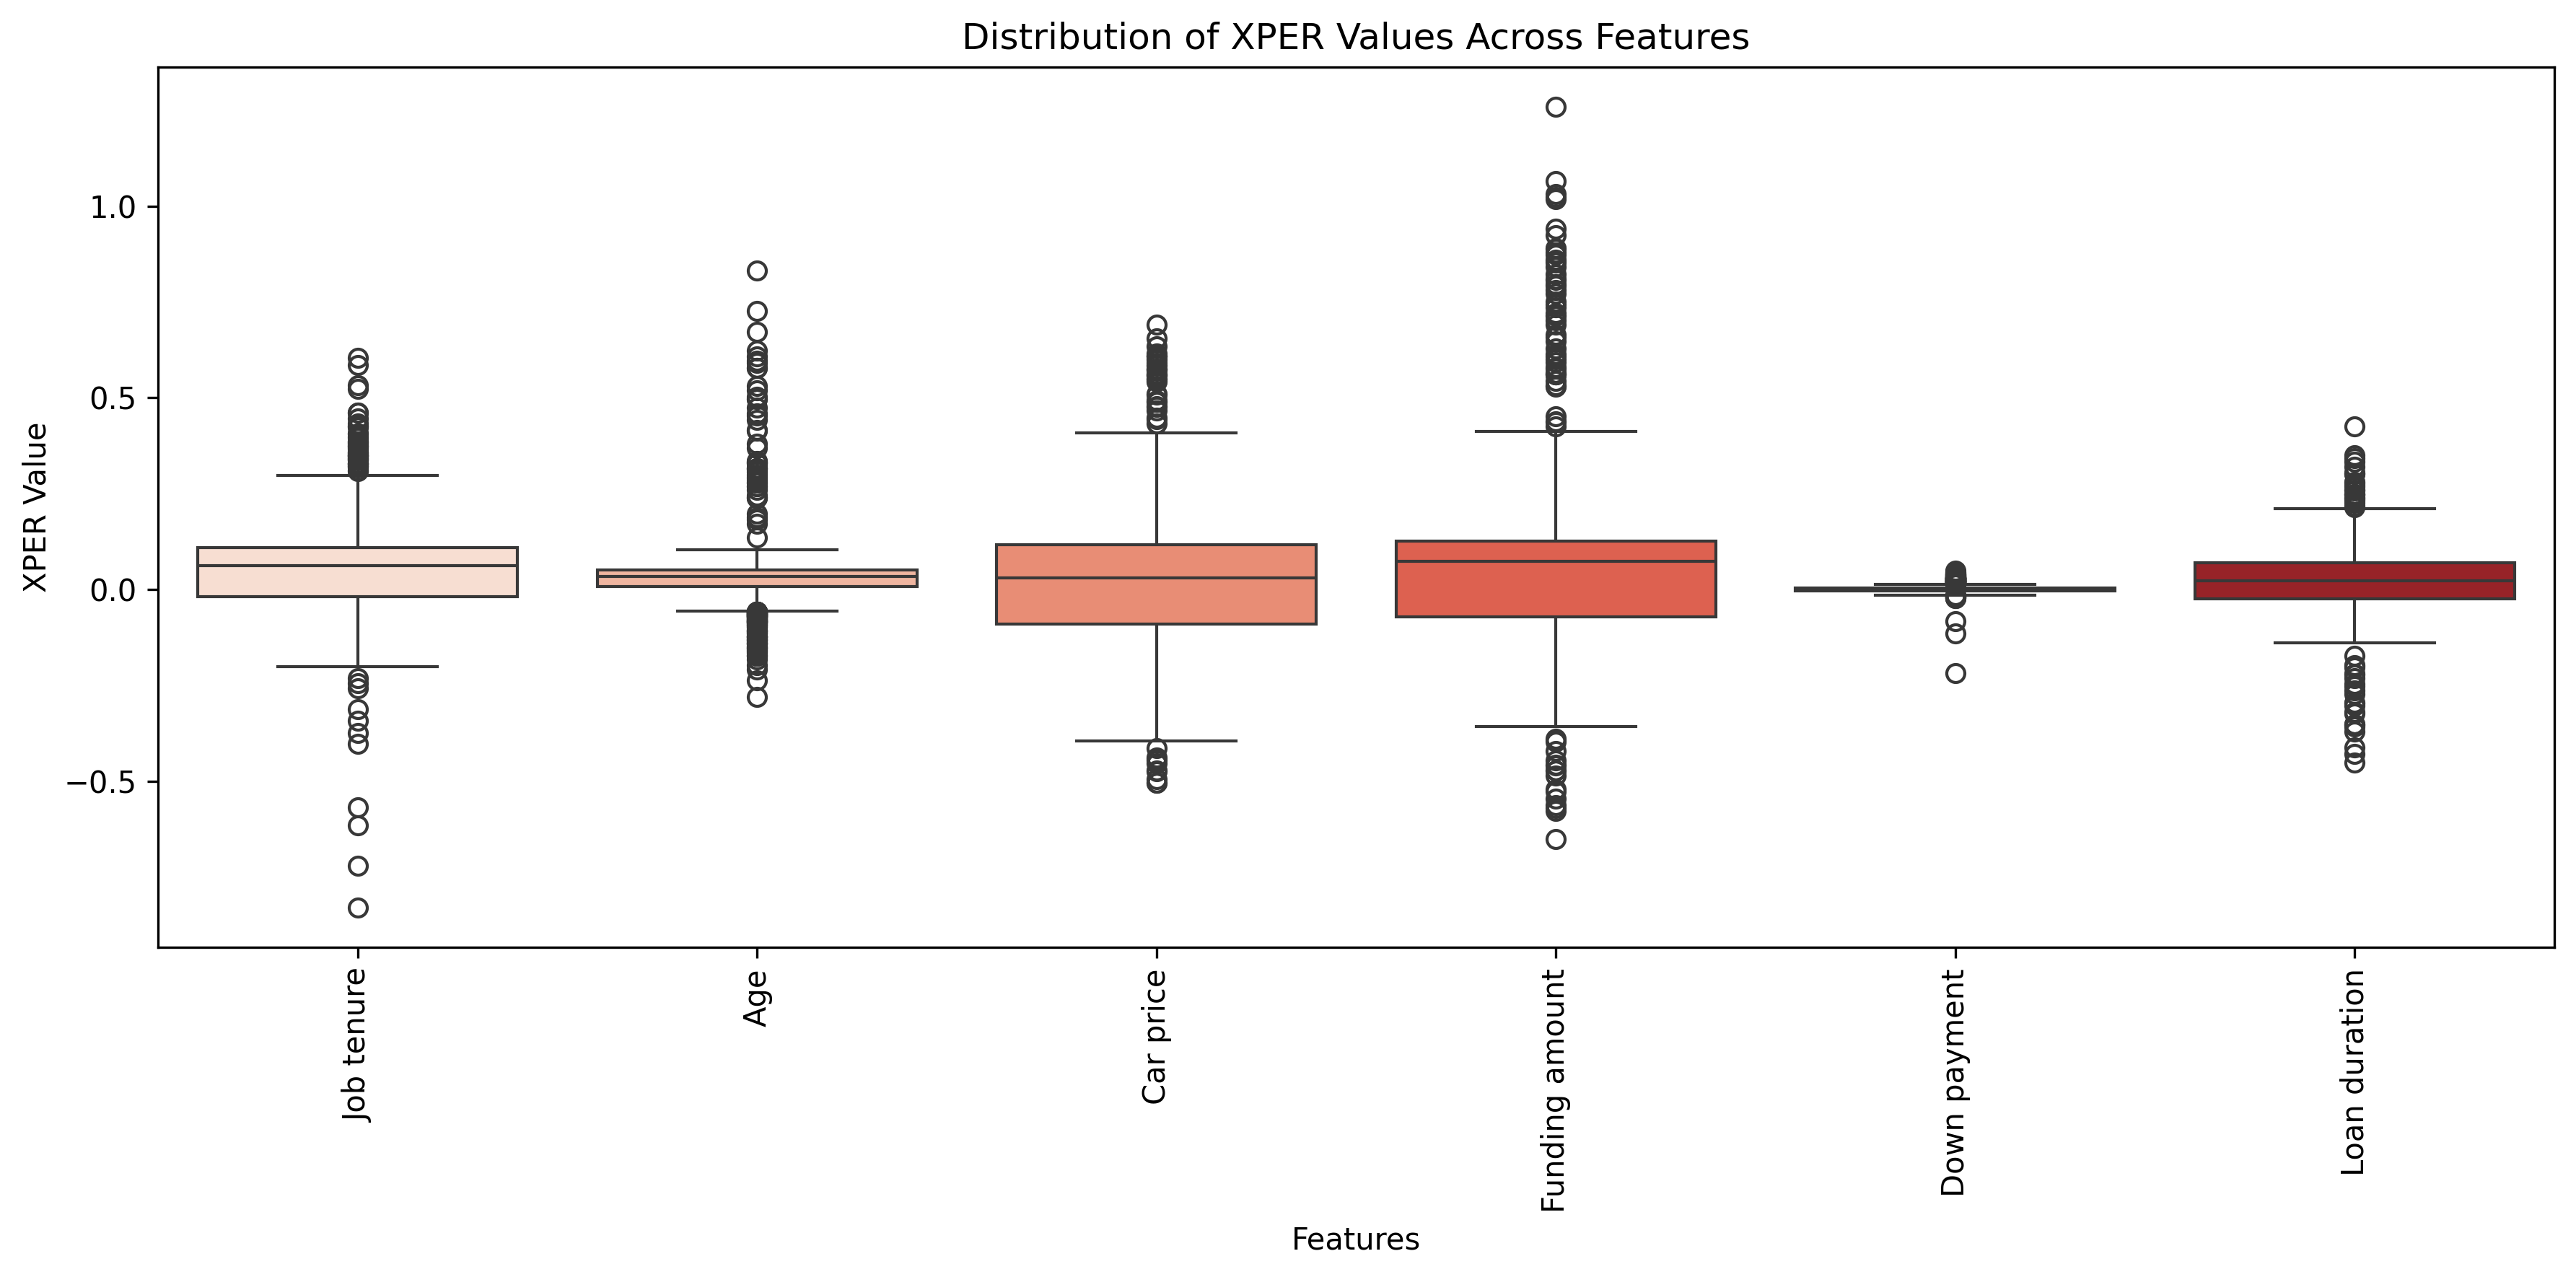 Distribution of XPER Values Across Features
XPER Value
1.0
0.5
0.0
−0.5
Job tenure
Age
Car price
Funding amount
Down payment
Loan duration
Features